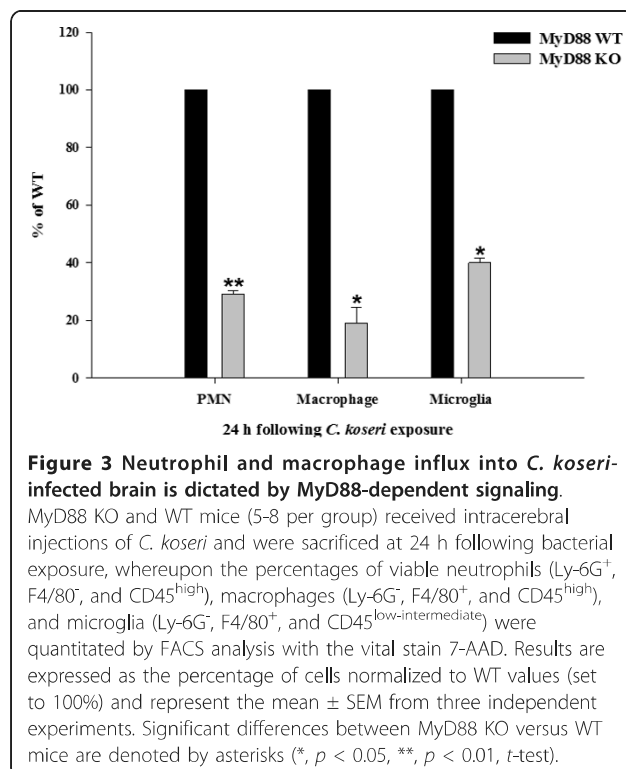 120
MyD88 WT
MyD88 KO
100
80
% of WT
60
40
20
0
**
*
*
PMN Macrophage Microglia
24 h following C. koseri exposure
Figure 3 Neutrophil and macrophage influx into C. koseri-
infected brain is dictated by MyD88-dependent signaling.
MyD88 KO and WT mice (5-8 per group) received intracerebral
injections of C. koseri and were sacrificed at 24 h following bacterial
exposure, whereupon the percentages of viable neutrophils (Ly-6G⁺,
F4/80⁻, and CD45ʰⁱᵍʰ), macrophages (Ly-6G⁻, F4/80⁺, and CD45ʰⁱᵍʰ),
and microglia (Ly-6G⁻, F4/80⁺, and CD45ˡᵒʷ⁻ⁱⁿᵗᵉʳᵐᵉᵈⁱᵃᵗᵉ) were
quantitated by FACS analysis with the vital stain 7-AAD. Results are
expressed as the percentage of cells normalized to WT values (set
to 100%) and represent the mean ± SEM from three independent
experiments. Significant differences between MyD88 KO versus WT
mice are denoted by asterisks (*, p < 0.05, **, p < 0.01, t-test).